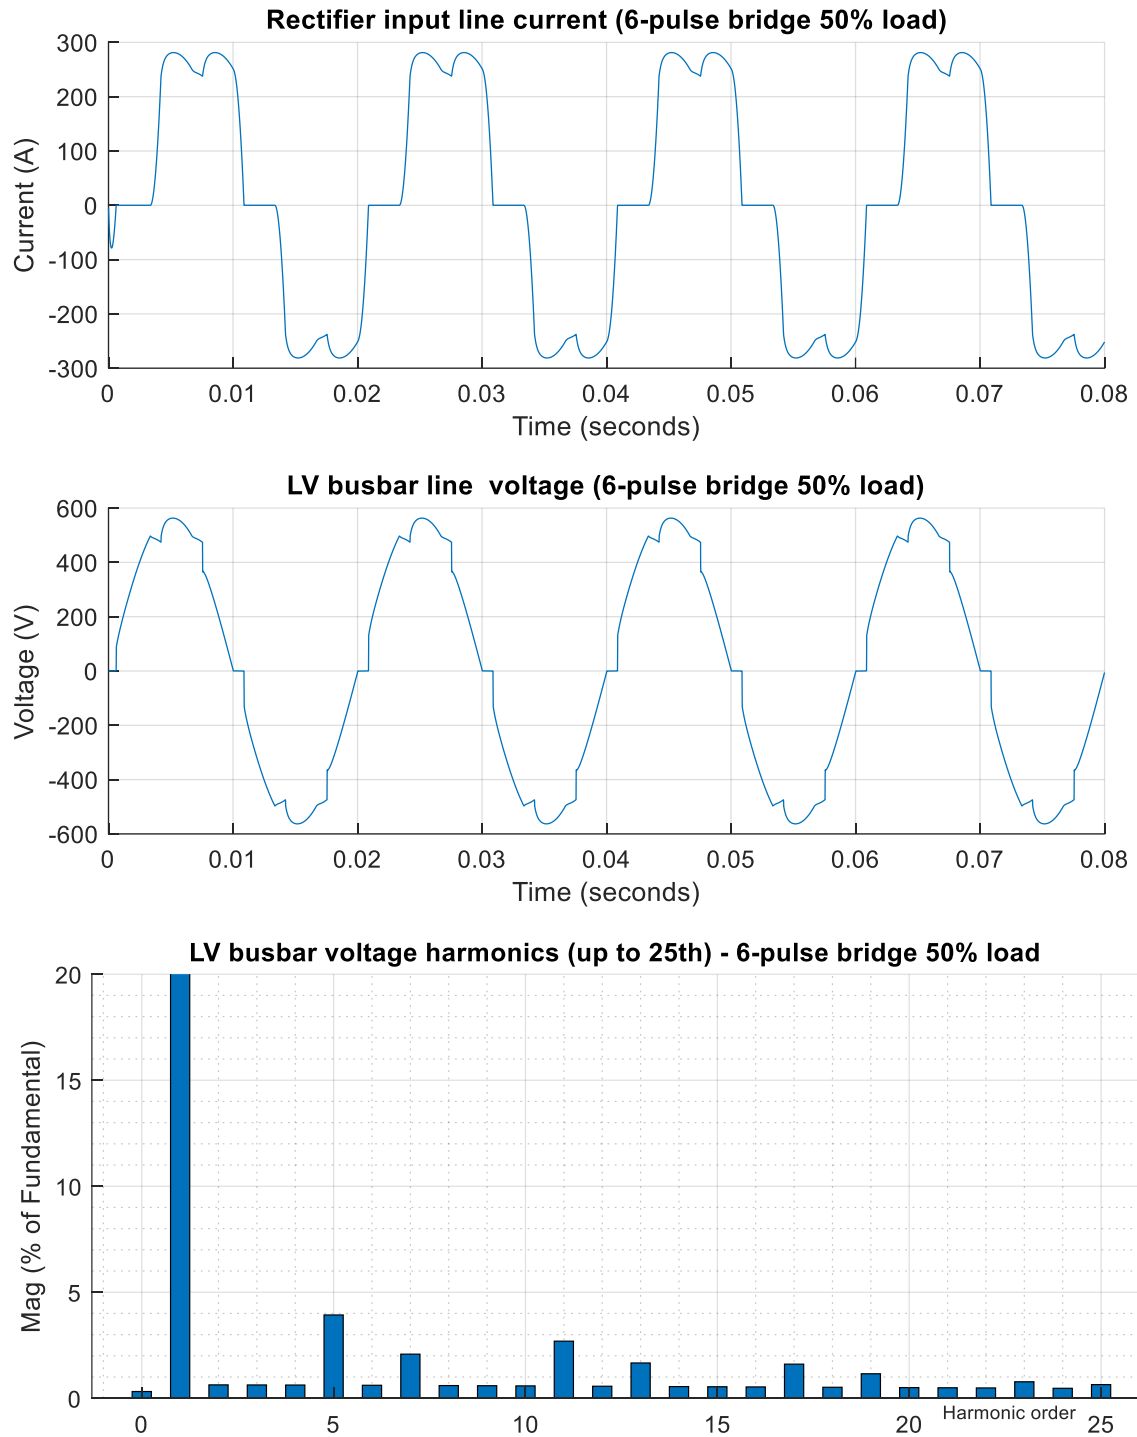 Rectifier input line current (6-pulse bridge 50% load)
300
200
100
0
-100
-200
-300
Current (A)
0 0.01 0.02 0.03 0.04 0.05 0.06 0.07 0.08
Time (seconds)
LV busbar line  voltage (6-pulse bridge 50% load)
600
400
200
0
-200
-400
-600
Voltage (V)
0 0.01 0.02 0.03 0.04 0.05 0.06 0.07 0.08
Time (seconds)
LV busbar voltage harmonics (up to 25th) - 6-pulse bridge 50% load
20
15
10
5
0
Mag (% of Fundamental)
0 5 10 15 20 25
Harmonic order